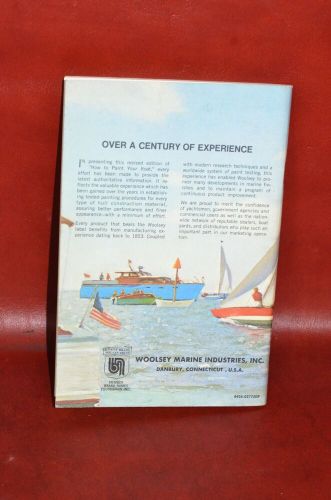 OVER A CENTURY OF EXPERIENCE
In presenting this revised edition of
"How to Paint Your Boat," every
effort has been made to provide the
latest authoritative information. It re-
flects the valuable experience which has
been gained over the years in establish-
ing tested painting procedures for every
type of hull construction material,
assuring better performance and finer
appearance—with a minimum of effort.
Every product that bears the Woolsey
label benefits from manufacturing ex-
perience dating back to 1853. Coupled
with modern research techniques and a
worldwide system of paint testing, this
experience has enabled Woolsey to pio-
neer many developments in marine fin-
ishes and to maintain a program of
continuous product improvement.
We are proud to merit the confidence
of yachtsmen, government agencies and
commercial users as well as the nation-
wide network of reputable dealers, boat-
yards, and distributors who play such an
important part in our marketing opera-
tion.
WOOLSEY MARINE INDUSTRIES, INC.
DANBURY, CONNECTICUT, U.S.A.